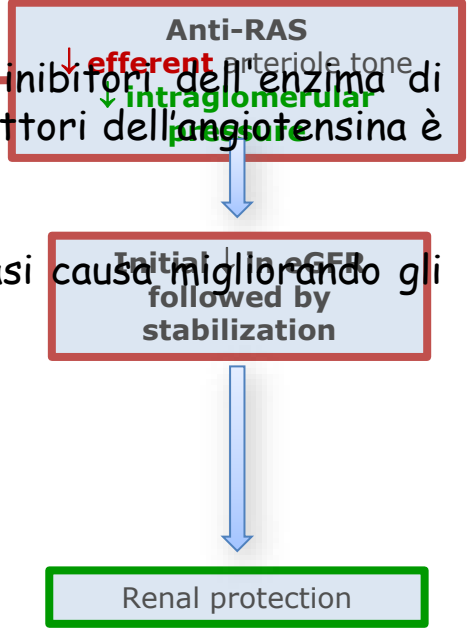 Anti-RAS
↓ efferent arteriole tone
inibitori dell'enzima di
↓ intraglomerular
ttori dell'angiotensina è
pressure
Initial ↓ in eGFR
si causa migliorando gli
followed by
stabilization
Renal protection